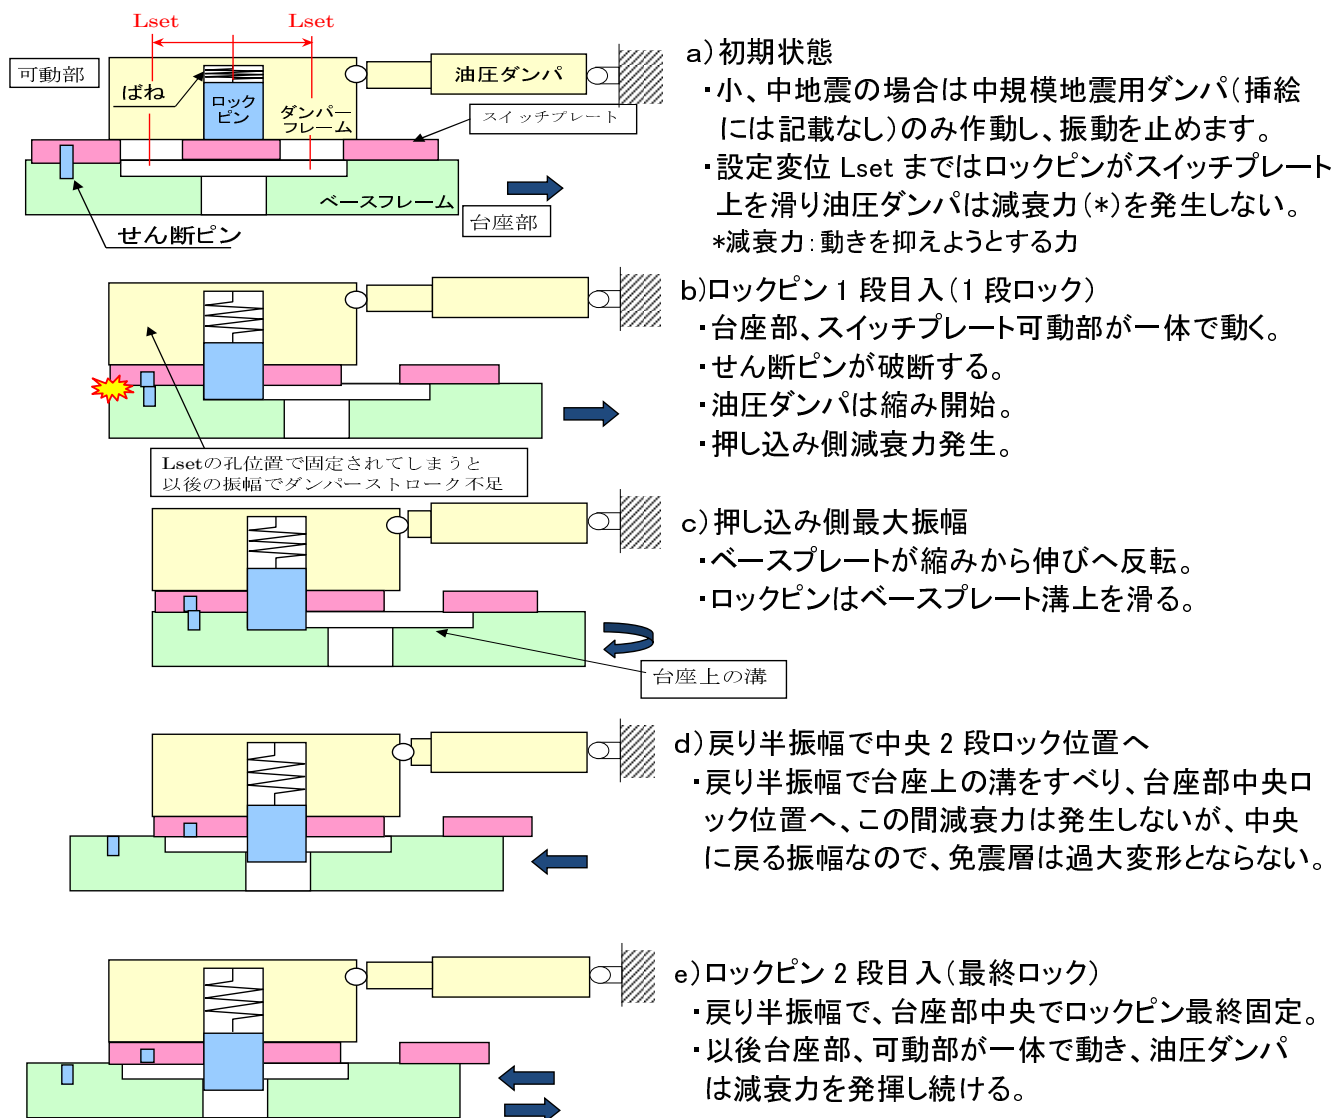 Lset
Lset
可動部
ばね
ロック
ピン
ダンパー
フレーム
油圧ダンパ
スイッチプレート
ベースフレーム
台座部
せん断ピン
a)初期状態
・小、中地震の場合は中規模地震用ダンパ(挿絵
には記載なし)のみ作動し、振動を止めます。
・設定変位 Lset まではロックピンがスイッチプレート
上を滑り油圧ダンパは減衰力(*)を発生しない。
*減衰力:動きを抑えようとする力
b)ロックピン 1 段目入(1 段ロック)
・台座部、スイッチプレート可動部が一体で動く。
・せん断ピンが破断する。
・油圧ダンパは縮み開始。
・押し込み側減衰力発生。
Lsetの孔位置で固定されてしまうと
以後の振幅でダンパーストローク不足
c)押し込み側最大振幅
・ベースプレートが縮みから伸びへ反転。
・ロックピンはベースプレート溝上を滑る。
台座上の溝
d)戻り半振幅で中央 2 段ロック位置へ
・戻り半振幅で台座上の溝をすべり、台座部中央ロ
ック位置へ、この間減衰力は発生しないが、中央
に戻る振幅なので、免震層は過大変形とならない。
e)ロックピン 2 段目入(最終ロック)
・戻り半振幅で、台座部中央でロックピン最終固定。
・以後台座部、可動部が一体で動き、油圧ダンパ
は減衰力を発揮し続ける。